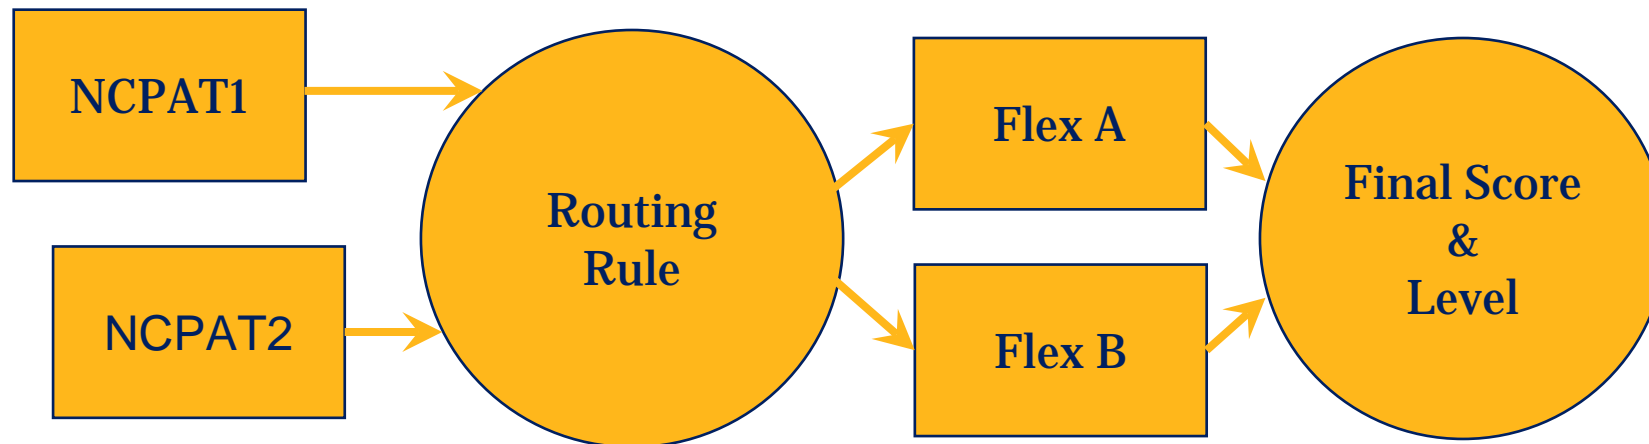 NCPAT1
NCPAT2
Routing
Rule
Flex A
Flex B
Final Score
&
Level